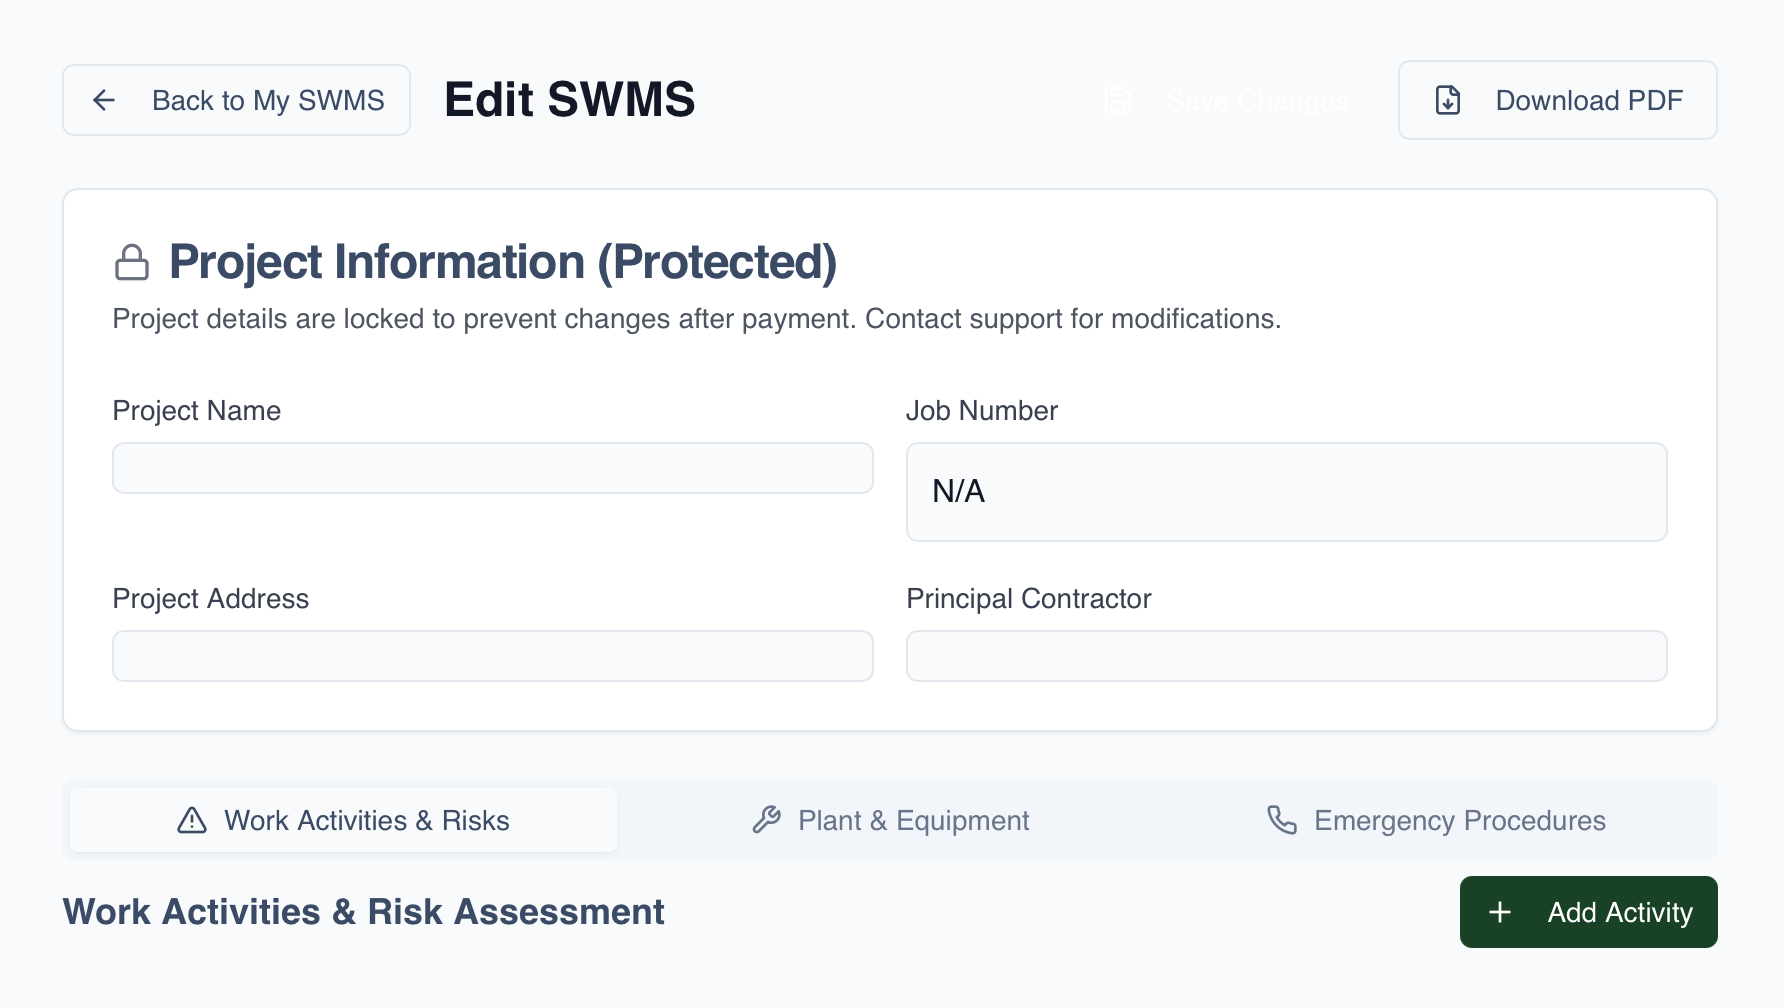 Back to My SWMS
Edit SWMS
Save Changes
Download PDF
Project Information (Protected)
Project details are locked to prevent changes after payment. Contact support for modifications.
Project Name
Job Number
N/A
Project Address
Principal Contractor
Work Activities & Risks
Plant & Equipment
Emergency Procedures
Work Activities & Risk Assessment
Add Activity